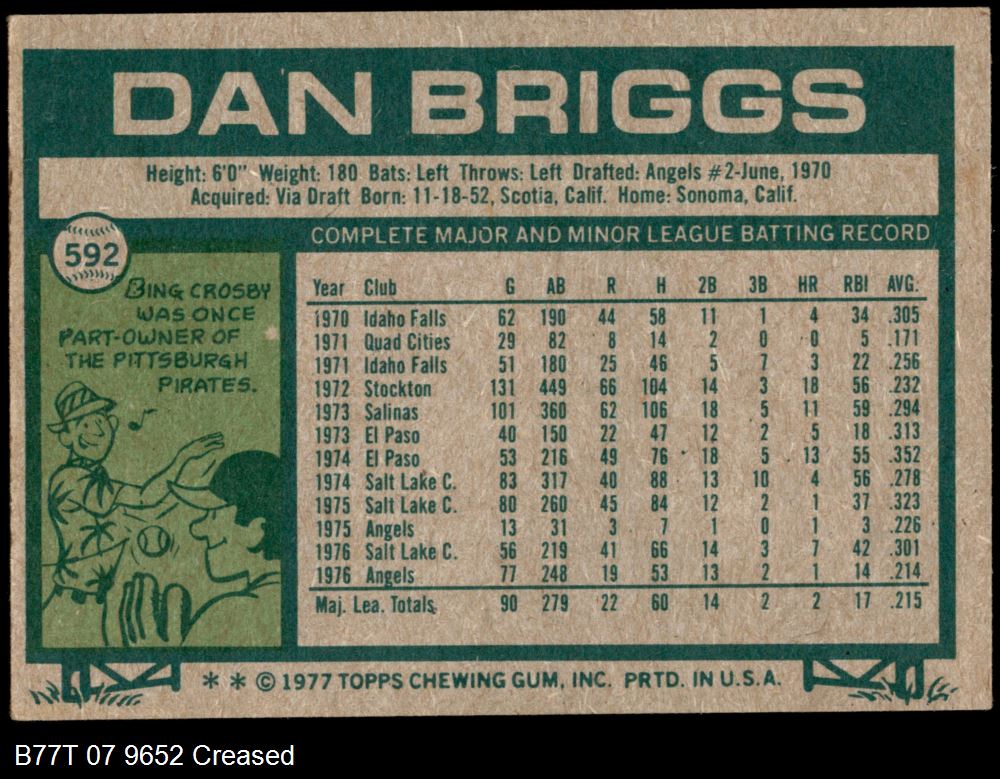 DAN BRIGGS
Height: 6'0" Weight: 180 Bats: Left Throws: Left Drafted: Angels #2-June, 1970
Acquired: Via Draft Born: 11-18-52, Scotia, Calif. Home: Sonoma, Calif.
592
COMPLETE MAJOR AND MINOR LEAGUE BATTING RECORD
BING CROSBY
WAS ONCE
PART-OWNER OF
THE PITTSBURGH
PIRATES.
Year Club G AB R H 2B 3B HR RBI AVG.
1970 Idaho Falls 62 190 44 58 11 1 4 34 .305
1971 Quad Cities 29 82 8 14 2 0 0 5 .171
1971 Idaho Falls 51 180 25 46 5 7 3 22 .256
1972 Stockton 131 449 66 104 14 3 18 56 .232
1973 Salinas 101 360 62 106 18 5 11 59 .294
1973 El Paso 40 150 22 47 12 2 5 18 .313
1974 El Paso 53 216 49 76 18 5 13 55 .352
1974 Salt Lake C. 83 317 40 88 13 10 4 56 .278
1975 Salt Lake C. 80 260 45 84 12 2 1 37 .323
1975 Angels 13 31 3 7 1 0 1 3 .226
1976 Salt Lake C. 56 219 41 66 14 3 7 42 .301
1976 Angels 77 248 19 53 13 2 1 14 .214
Maj. Lea. Totals 90 279 22 60 14 2 2 17 .215
* * © 1977 TOPPS CHEWING GUM, INC. PRTD. IN U.S.A.
B77T 07 9652 Creased